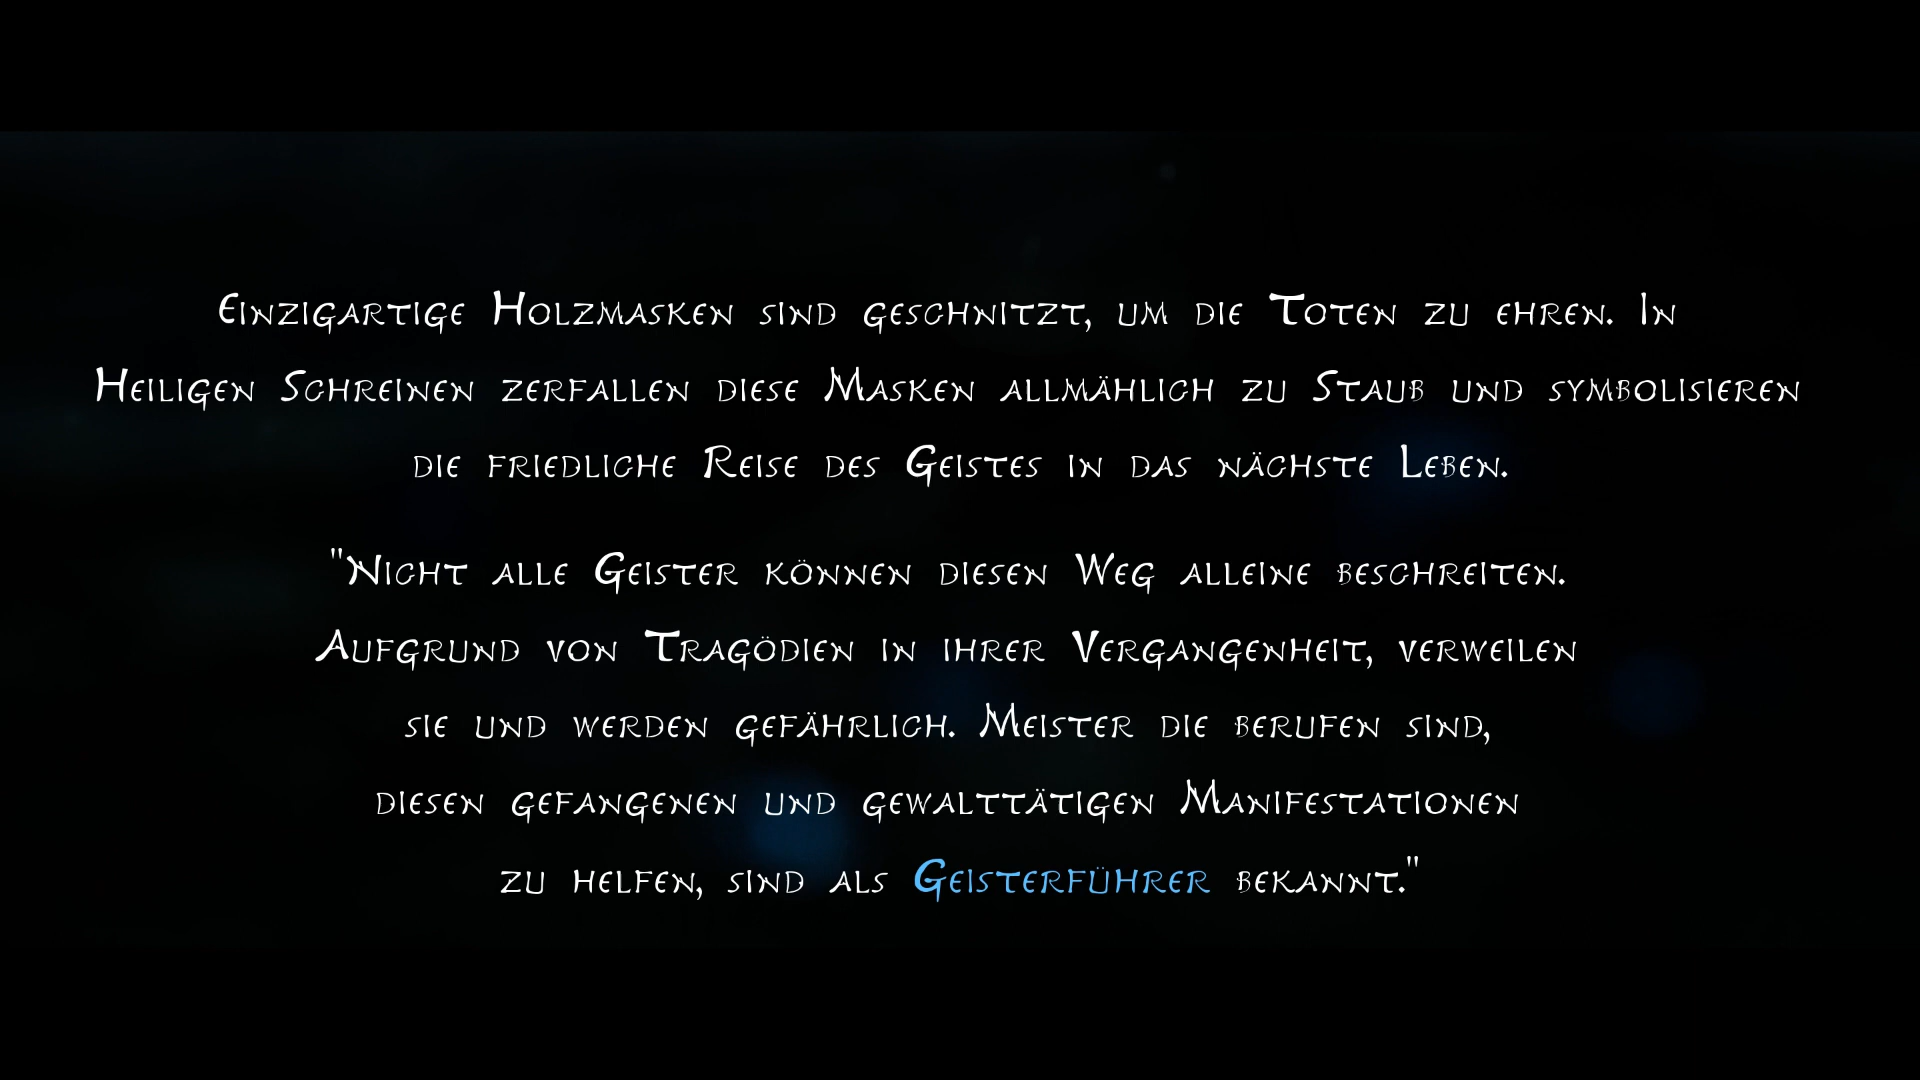 Einzigartige Holzmasken sind geschnitzt, um die Toten zu ehren. In
Heiligen Schreinen zerfallen diese Masken allmählich zu Staub und symbolisieren
die friedliche Reise des Geistes in das nächste Leben.
"Nicht alle Geister können diesen Weg alleine beschreiten.
Aufgrund von Tragödien in ihrer Vergangenheit, verweilen
sie und werden gefährlich. Meister die berufen sind,
diesen gefangenen und gewalttätigen Manifestationen
zu helfen, sind als Geisterführer bekannt."